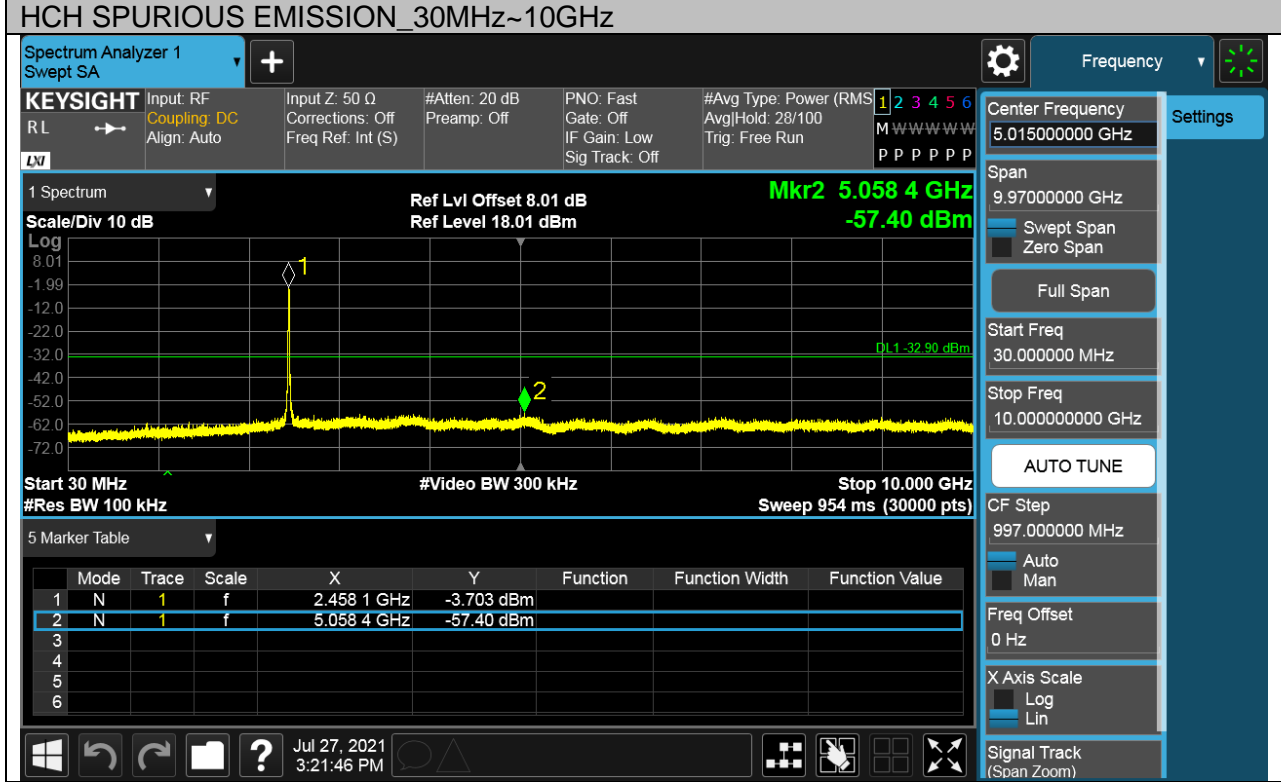 HCH SPURIOUS EMISSION_30MHz~10GHz
Spectrum Analyzer 1
Swept SA
+
Frequency
KEYSIGHT
RL
LXI
Input: RF
Coupling: DC
Align: Auto
Input Z: 50 Ω
Corrections: Off
Freq Ref: Int (S)
#Atten: 20 dB
Preamp: Off
PNO: Fast
Gate: Off
IF Gain: Low
Sig Track: Off
#Avg Type: Power (RMS
Avg|Hold: 28/100
Trig: Free Run
1 2 3 4 5 6
M W W W W W
P P P P P P
1 Spectrum
Scale/Div 10 dB
Ref Lvl Offset 8.01 dB
Ref Level 18.01 dBm
Mkr2 5.058 4 GHz
-57.40 dBm
Log
8.01
-1.99
-12.0
-22.0
-32.0
-42.0
-52.0
-62.0
-72.0
1
2
DL1 -32.90 dBm
Start 30 MHz
#Res BW 100 kHz
#Video BW 300 kHz
Stop 10.000 GHz
Sweep 954 ms (30000 pts)
5 Marker Table
Mode Trace Scale X Y Function Function Width Function Value
1 N 1 f 2.458 1 GHz -3.703 dBm
2 N 1 f 5.058 4 GHz -57.40 dBm
3
4
5
6
?
Jul 27, 2021
3:21:46 PM
Center Frequency
5.015000000 GHz
Settings
Span
9.97000000 GHz
Swept Span
Zero Span
Full Span
Start Freq
30.000000 MHz
Stop Freq
10.000000000 GHz
AUTO TUNE
CF Step
997.000000 MHz
Auto
Man
Freq Offset
0 Hz
X Axis Scale
Log
Lin
Signal Track
(Span Zoom)